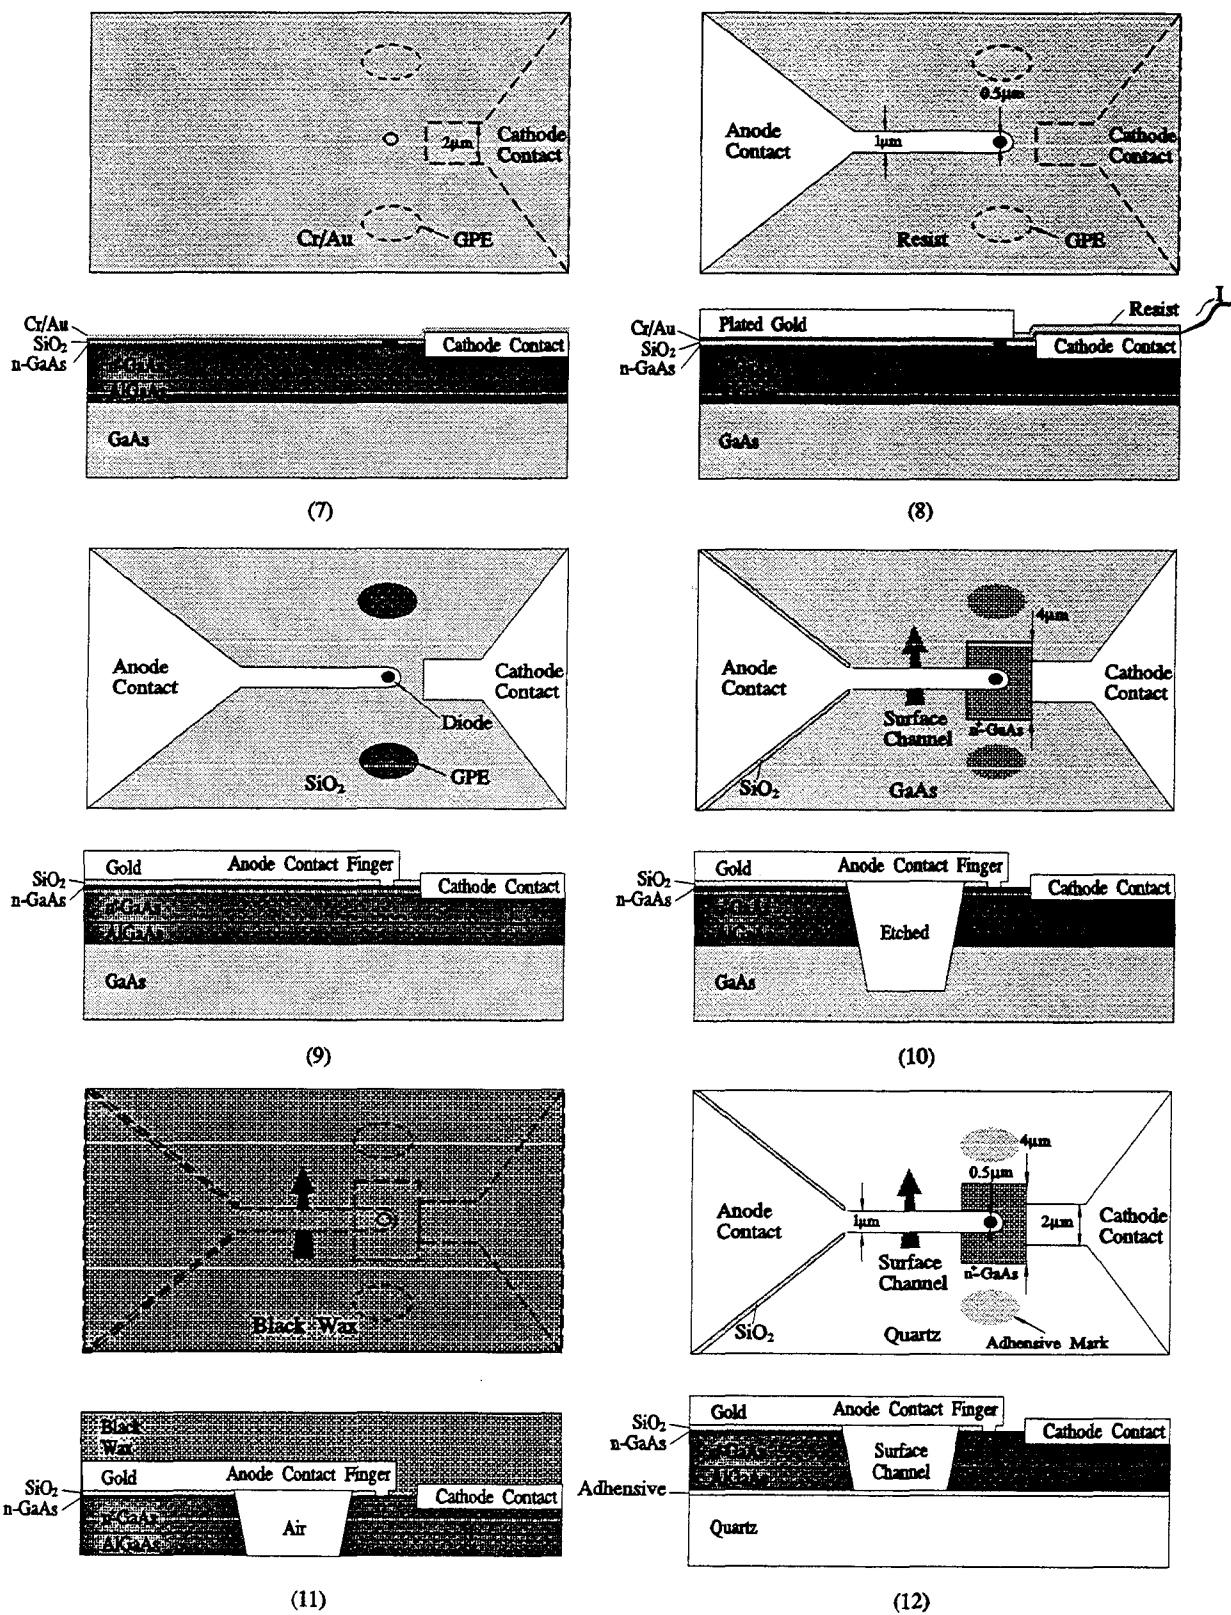 2μm
Cathode
Contact
Cr/Au
GPE
Cr/Au
SiO2
n-GaAs
Cathode Contact
AlGaAs
GaAs
(7)
0.5μm
Anode
Contact
1μm
Cathode
Contact
Resist
GPE
I
Resist
Cr/Au
Plated Gold
SiO2
n-GaAs
Cathode Contact
GaAs
(8)
Anode
Contact
Cathode
Contact
Diode
GPE
SiO2
Gold
Anode Contact Finger
SiO2
n-GaAs
Cathode Contact
n-GaAs
AlGaAs
GaAs
(9)
4μm
Anode
Contact
Cathode
Contact
Surface
Channel
n+-GaAs
SiO2
GaAs
Gold
Anode Contact Finger
SiO2
n-GaAs
Cathode Contact
Etched
GaAs
(10)
Black Wax
Black
Wax
Gold
Anode Contact Finger
SiO2
n-GaAs
Cathode Contact
n-GaAs
Air
AlGaAs
(11)
4μm
0.5μm
Anode
Contact
1μm
2μm
Cathode
Contact
Surface
Channel
n+-GaAs
SiO2
Quartz
Adhensive Mark
Gold
Anode Contact Finger
SiO2
n-GaAs
Cathode Contact
Surface
Channel
AlGaAs
Adhensive
Quartz
(12)